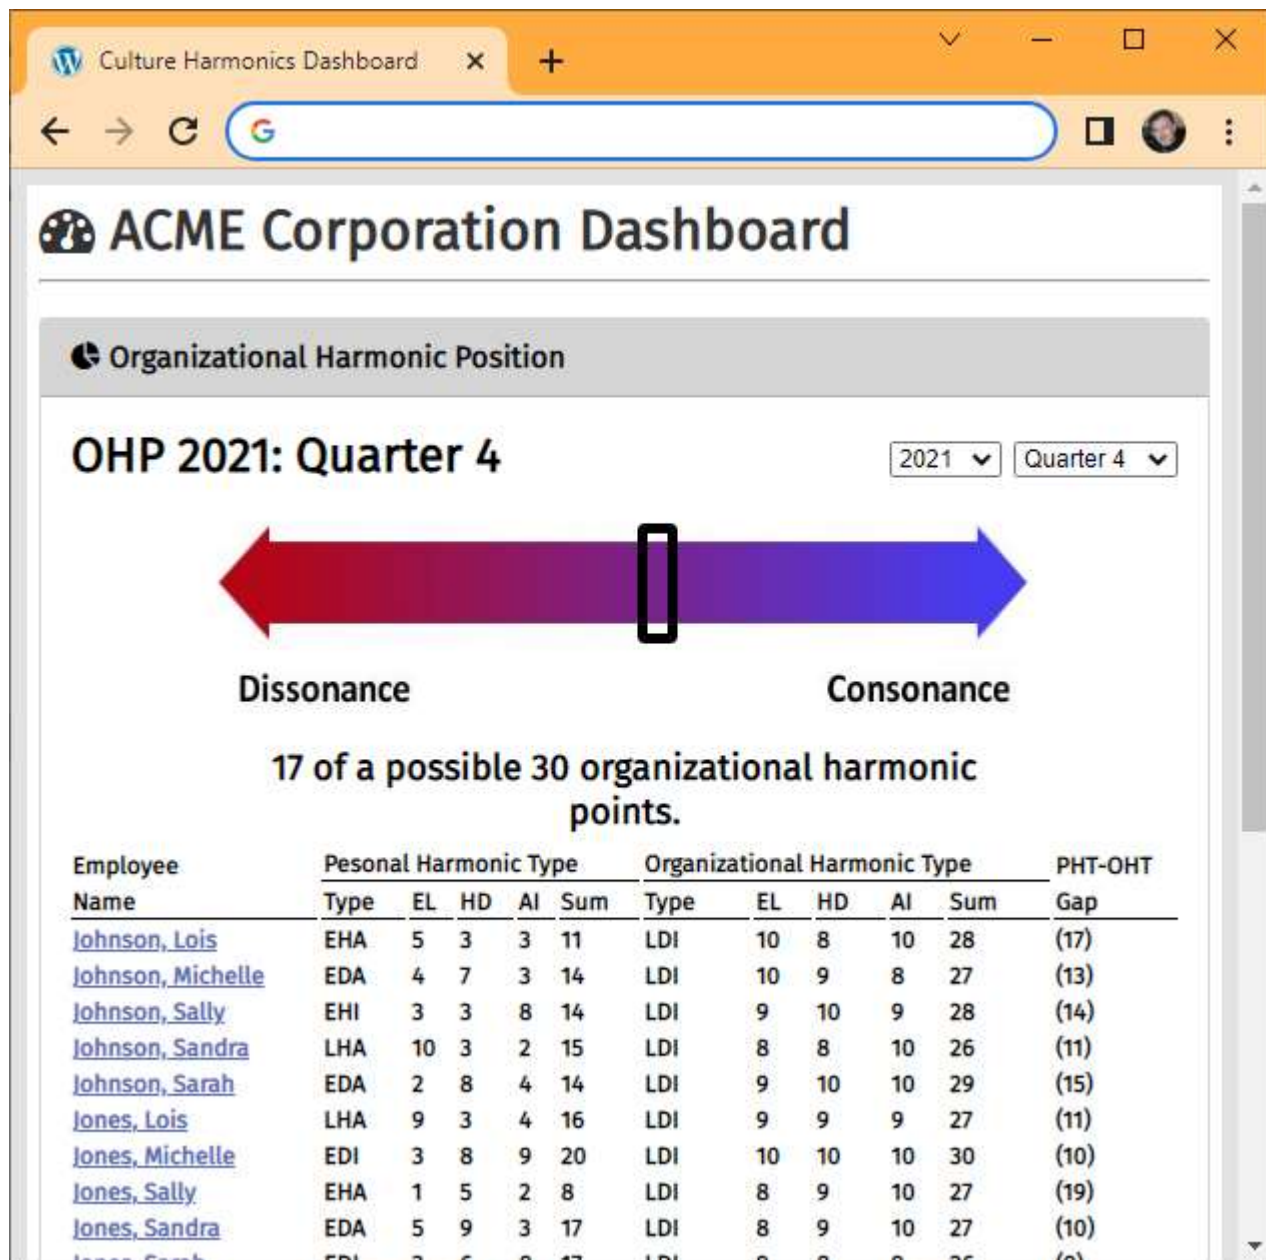 Culture Harmonics Dashboard
ACME Corporation Dashboard
Organizational Harmonic Position
OHP 2021: Quarter 4
2021 Quarter 4
Dissonance Consonance
17 of a possible 30 organizational harmonic
points.
Employee Pesonal Harmonic Type Organizational Harmonic Type PHT-OHT
Name Type EL HD AI Sum Type EL HD AI Sum Gap
Johnson, Lois EHA 5 3 3 11 LDI 10 8 10 28 (17)
Johnson, Michelle EDA 4 7 3 14 LDI 10 9 8 27 (13)
Johnson, Sally EHI 3 3 8 14 LDI 9 10 9 28 (14)
Johnson, Sandra LHA 10 3 2 15 LDI 8 8 10 26 (11)
Johnson, Sarah EDA 2 8 4 14 LDI 9 10 10 29 (15)
Jones, Lois LHA 9 3 4 16 LDI 9 9 9 27 (11)
Jones, Michelle EDI 3 8 9 20 LDI 10 10 10 30 (10)
Jones, Sally EHA 1 5 2 8 LDI 8 9 10 27 (19)
Jones, Sandra EDA 5 9 3 17 LDI 8 9 10 27 (10)